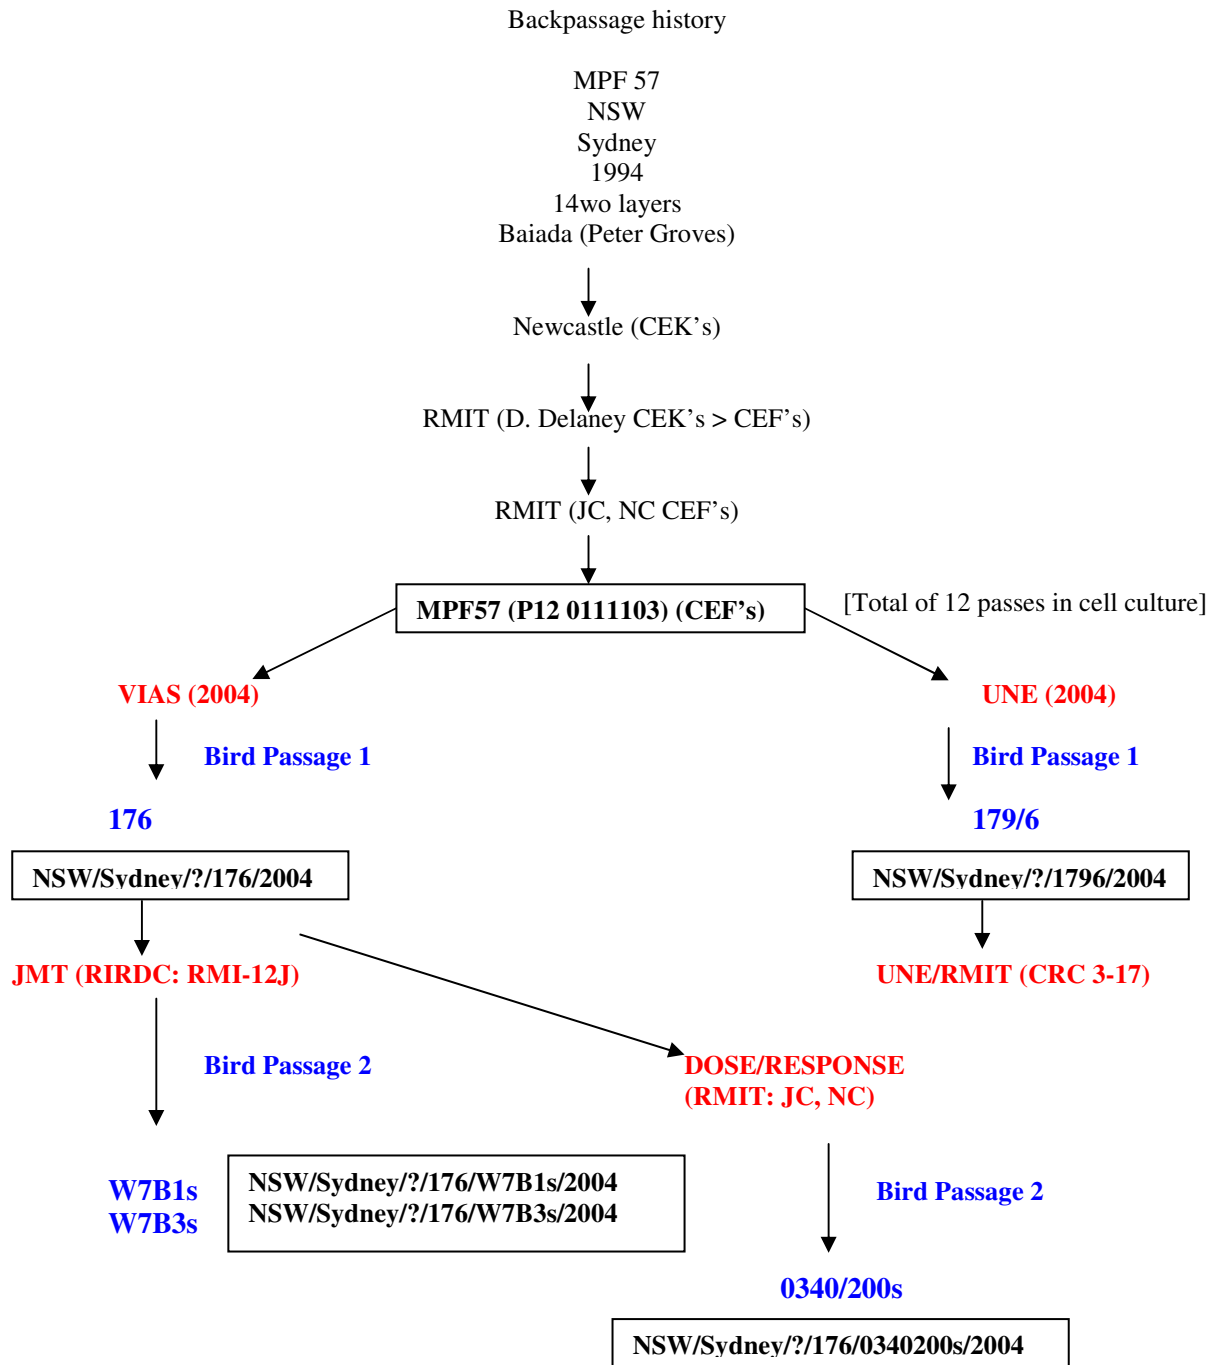 Backpassage history
MPF 57
NSW
Sydney
1994
14wo layers
Baiada (Peter Groves)
Newcastle (CEK's)
RMIT (D. Delaney CEK's > CEF's)
RMIT (JC, NC CEF's)
MPF57 (P12 0111103) (CEF's)
[Total of 12 passes in cell culture]
VIAS (2004)
UNE (2004)
Bird Passage 1
Bird Passage 1
176
179/6
NSW/Sydney/?/176/2004
NSW/Sydney/?/1796/2004
JMT (RIRDC: RMI-12J)
UNE/RMIT (CRC 3-17)
Bird Passage 2
DOSE/RESPONSE
(RMIT: JC, NC)
W7B1s
W7B3s
NSW/Sydney/?/176/W7B1s/2004
NSW/Sydney/?/176/W7B3s/2004
Bird Passage 2
0340/200s
NSW/Sydney/?/176/0340200s/2004